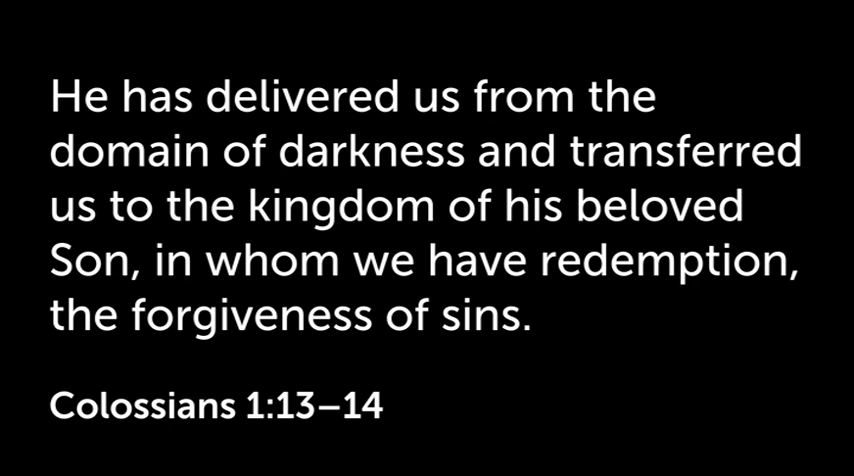 He has delivered us from the
domain of darkness and transferred
us to the kingdom of his beloved
Son, in whom we have redemption,
the forgiveness of sins.
Colossians 1:13–14